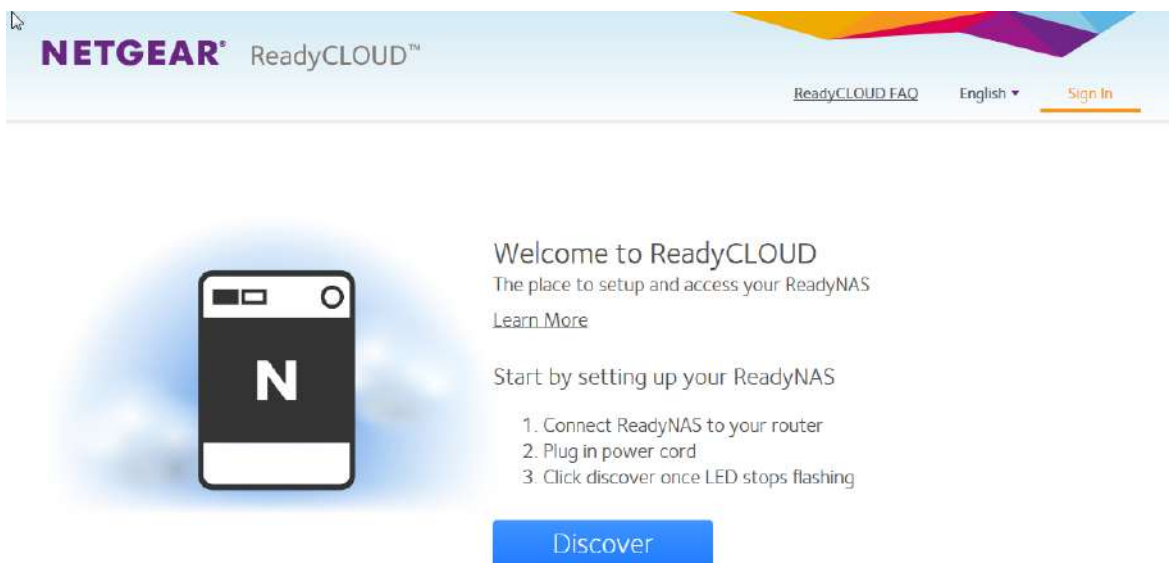 NETGEAR® ReadyCLOUD™
ReadyCLOUD FAQ English Sign In
Welcome to ReadyCLOUD
The place to setup and access your ReadyNAS
Learn More
N
Start by setting up your ReadyNAS
1. Connect ReadyNAS to your router
2. Plug in power cord
3. Click discover once LED stops flashing
Discover